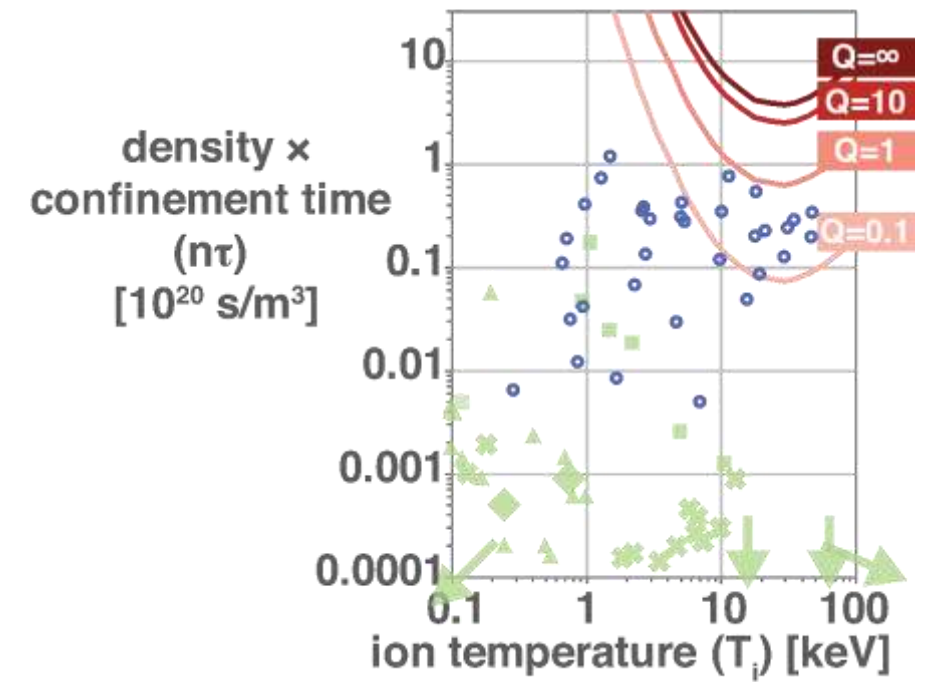 10
Q=∞
Q=10
density ×
confinement time
(nτ)
[10²⁰ s/m³]
1
Q=1
Q=0.1
0.1
0.01
0.001
0.0001
0.1
1
10
100
ion temperature (Tᵢ) [keV]